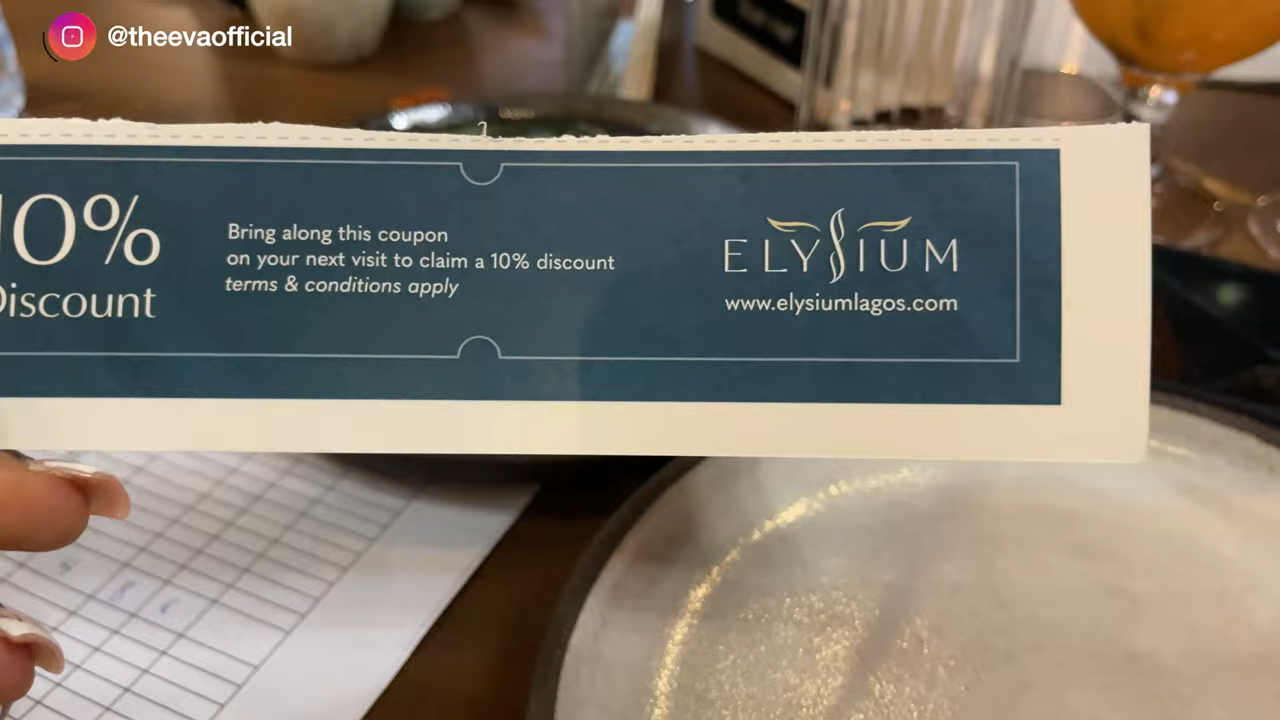 @theevaofficial
10%
Discount
Bring along this coupon
on your next visit to claim a 10% discount
terms & conditions apply
ELYSIUM
www.elysiumlagos.com